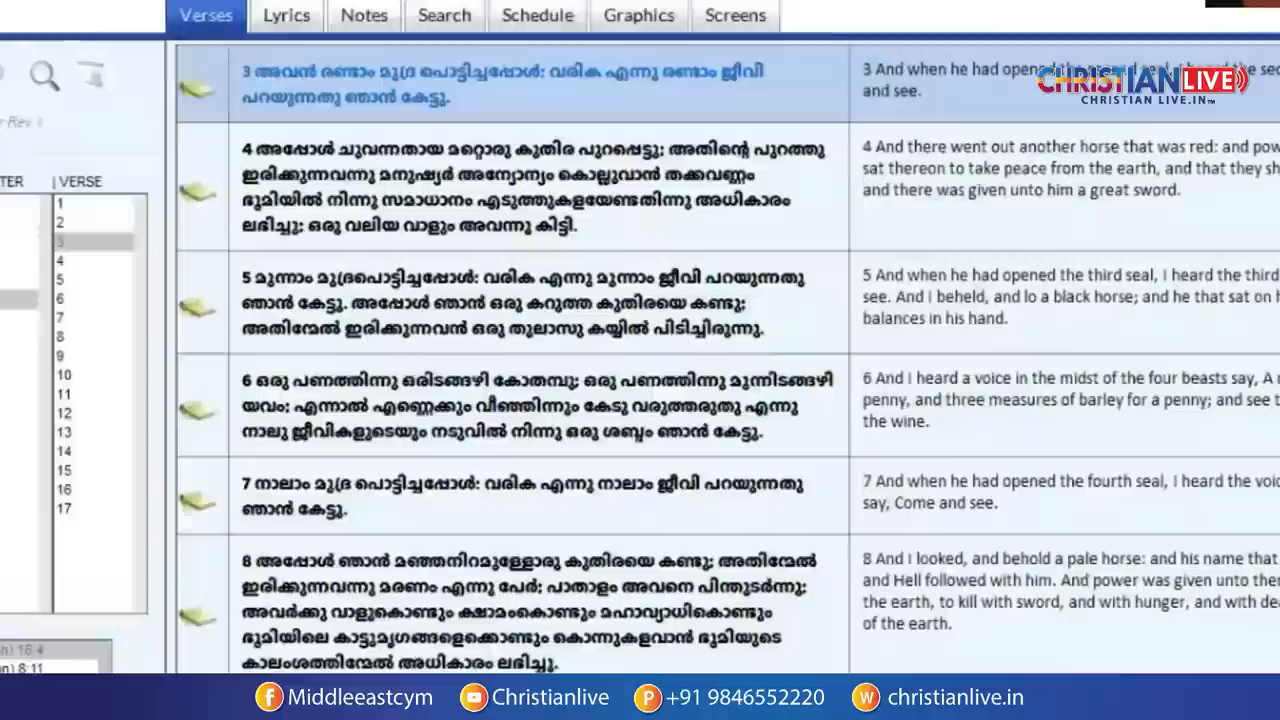 Verses
Lyrics
Notes
Search
Schedule
Graphics
Screens
TER
VERSE
1
2
3
4
5
6
7
8
9
10
11
12
13
14
15
16
17
3 അവൻ രണ്ടാം മുദ്ര പൊട്ടിച്ചപ്പോൾ: വരിക എന്നു രണ്ടാം ജീവി
പറയുന്നതു ഞാൻ കേട്ടു.
3 And when he had opened
and see.
CHRISTIAN LIVE
CHRISTIAN LIVE.IN™
4 അപ്പോൾ ചുവന്നതായ മറ്റൊരു കുതിര പുറപ്പെട്ടു; അതിന്റെ പുറത്തു
ഇരിക്കുന്നവന്നു മനുഷ്യർ അന്യോന്യം കൊല്ലുവാൻ തക്കവണ്ണം
ഭൂമിയിൽ നിന്നു സമാധാനം എടുത്തുകളയേണ്ടതിന്നു അധികാരം
ലഭിച്ചു; ഒരു വലിയ വാളും അവന്നു കിട്ടി.
4 And there went out another horse that was red: and pow
sat thereon to take peace from the earth, and that they sh
and there was given unto him a great sword.
5 മൂന്നാം മുദ്രപൊട്ടിച്ചപ്പോൾ: വരിക എന്നു മൂന്നാം ജീവി പറയുന്നതു
ഞാൻ കേട്ടു. അപ്പോൾ ഞാൻ ഒരു കറുത്ത കുതിരയെ കണ്ടു;
അതിന്മേൽ ഇരിക്കുന്നവൻ ഒരു തുലാസു കയ്യിൽ പിടിച്ചിരുന്നു.
5 And when he had opened the third seal, I heard the third
see. And I beheld, and lo a black horse; and he that sat on h
balances in his hand.
6 ഒരു പണത്തിന്നു ഒരിടങ്ങഴി കോതമ്പു; ഒരു പണത്തിന്നു മൂന്നിടങ്ങഴി
യവം; എന്നാൽ എണ്ണെക്കും വീഞ്ഞിന്നും കേടു വരുത്തരുതു എന്നു
നാലു ജീവികളുടെയും നടുവിൽ നിന്നു ഒരു ശബ്ദം ഞാൻ കേട്ടു.
6 And I heard a voice in the midst of the four beasts say, A
penny, and three measures of barley for a penny; and see t
the wine.
7 നാലാം മുദ്ര പൊട്ടിച്ചപ്പോൾ: വരിക എന്നു നാലാം ജീവി പറയുന്നതു
ഞാൻ കേട്ടു.
7 And when he had opened the fourth seal, I heard the voic
say, Come and see.
8 അപ്പോൾ ഞാൻ മഞ്ഞനിറമുള്ളോരു കുതിരയെ കണ്ടു; അതിന്മേൽ
ഇരിക്കുന്നവന്നു മരണം എന്നു പേർ; പാതാളം അവനെ പിന്തുടർന്നു;
അവർക്കു വാളുകൊണ്ടും ക്ഷാമംകൊണ്ടും മഹാവ്യാധികൊണ്ടും
ഭൂമിയിലെ കാട്ടുമൃഗങ്ങളെക്കൊണ്ടും കൊന്നുകളവാൻ ഭൂമിയുടെ
കാലംശത്തിന്മേൽ അധികാരം ലഭിച്ചു.
8 And I looked, and behold a pale horse: and his name that
and Hell followed with him. And power was given unto the
the earth, to kill with sword, and with hunger, and with dea
of the earth.
Middleeastcym
Christianlive
+91 9846552220
christianlive.in